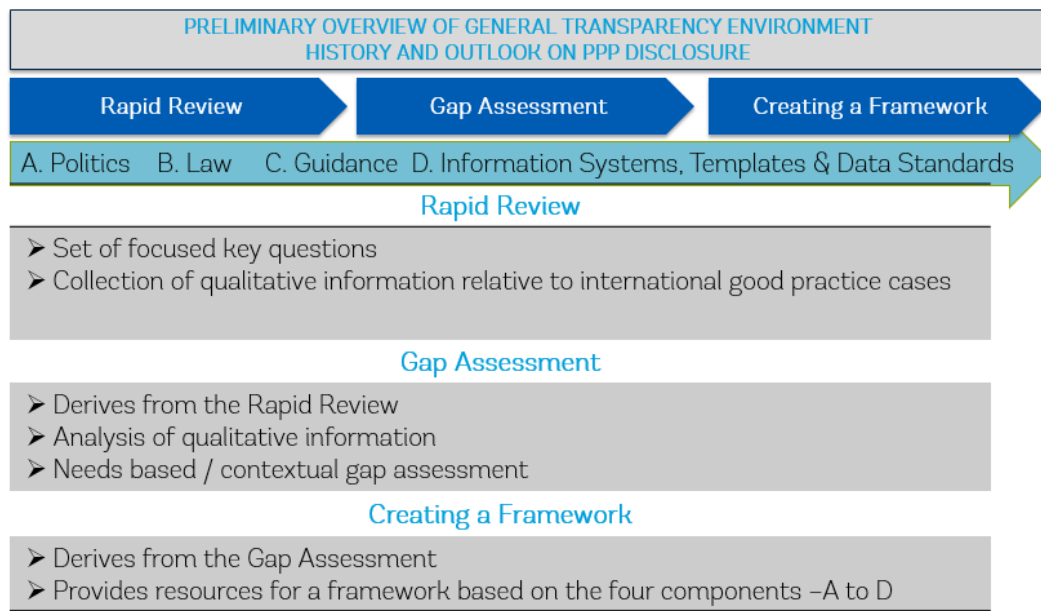 PRELIMINARY OVERVIEW OF GENERAL TRANSPARENCY ENVIRONMENT
HISTORY AND OUTLOOK ON PPP DISCLOSURE
Rapid Review
Gap Assessment
Creating a Framework
A. Politics B. Law C. Guidance D. Information Systems, Templates & Data Standards
Rapid Review
➢ Set of focused key questions
➢ Collection of qualitative information relative to international good practice cases
Gap Assessment
➢ Derives from the Rapid Review
➢ Analysis of qualitative information
➢ Needs based / contextual gap assessment
Creating a Framework
➢ Derives from the Gap Assessment
➢ Provides resources for a framework based on the four components –A to D